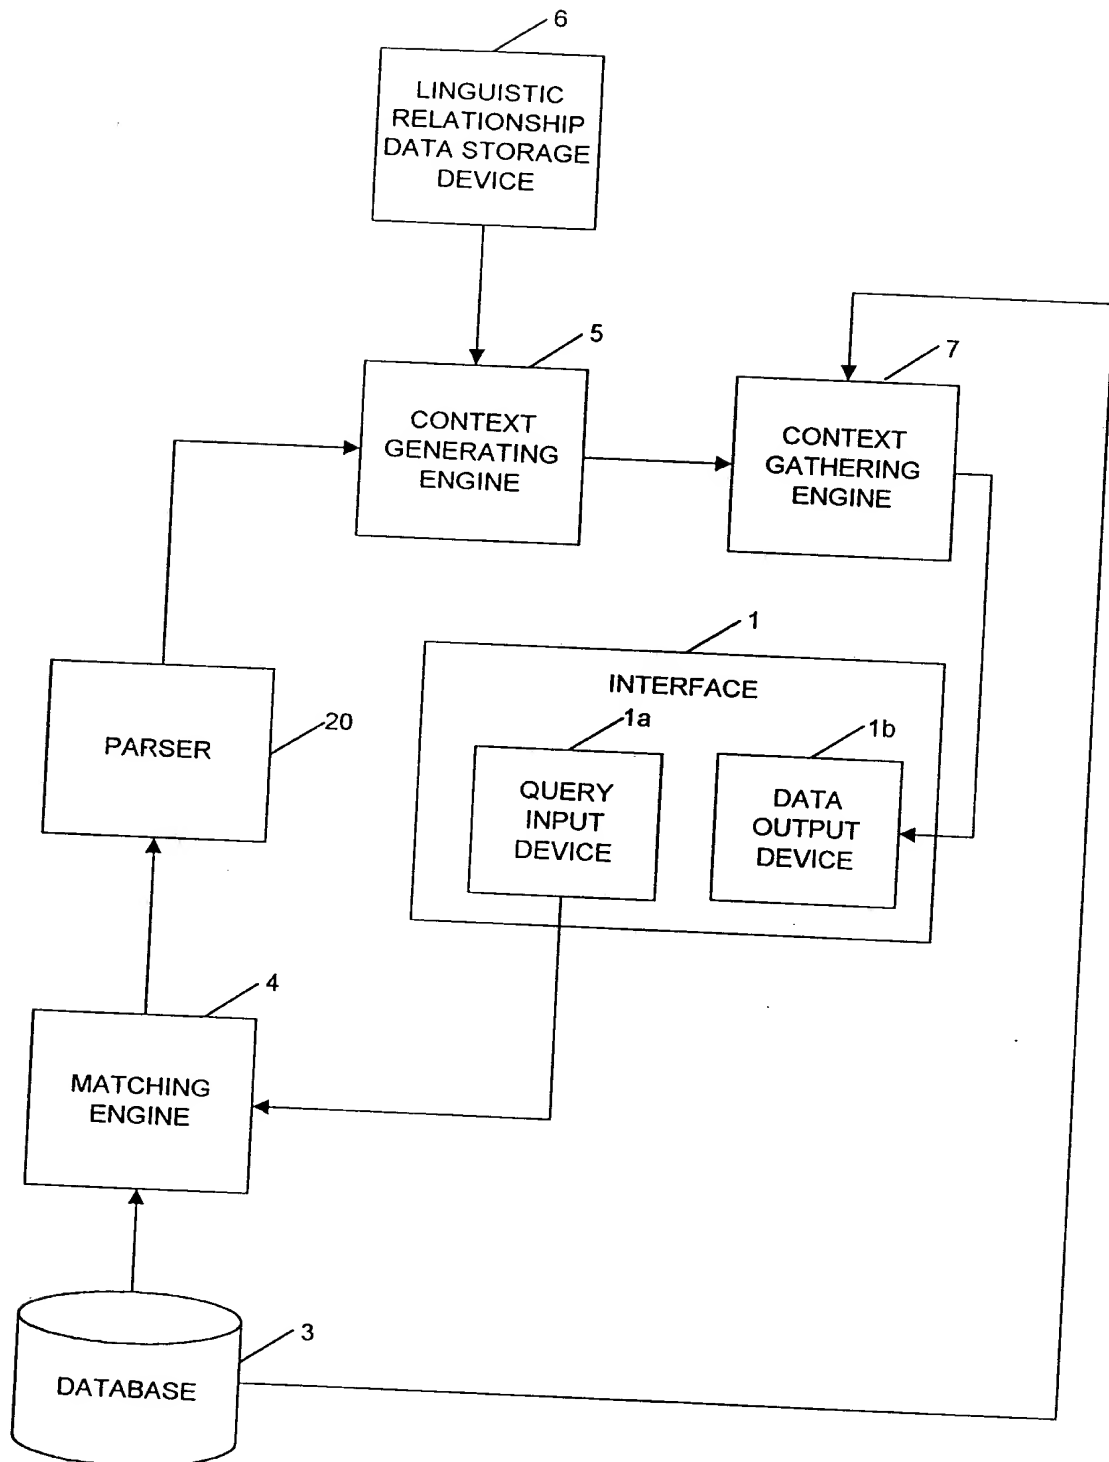 6
LINGUISTIC
RELATIONSHIP
DATA STORAGE
DEVICE
5
CONTEXT
GENERATING
ENGINE
7
CONTEXT
GATHERING
ENGINE
1
INTERFACE
1a
QUERY
INPUT
DEVICE
1b
DATA
OUTPUT
DEVICE
PARSER
20
4
MATCHING
ENGINE
3
DATABASE